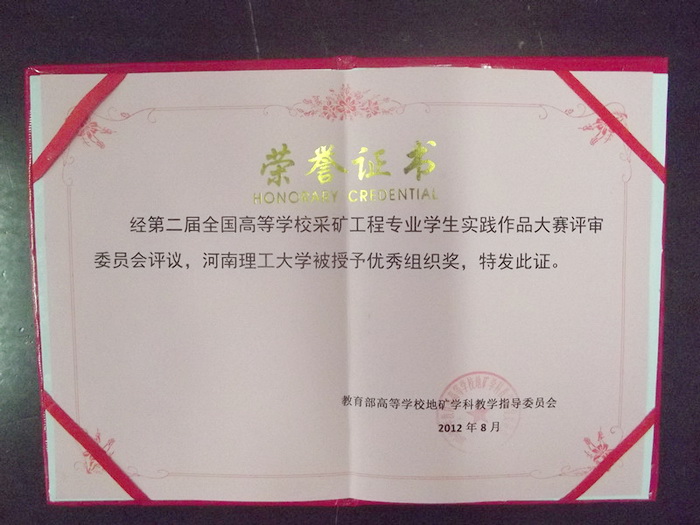 荣誉证书
HONORARY CREDENTIAL
经第二届全国高等学校采矿工程专业学生实践作品大赛评审
委员会评议，河南理工大学被授予优秀组织奖，特发此证。
教育部高等学校地矿学科教学指导委员会
2012 年 8 月